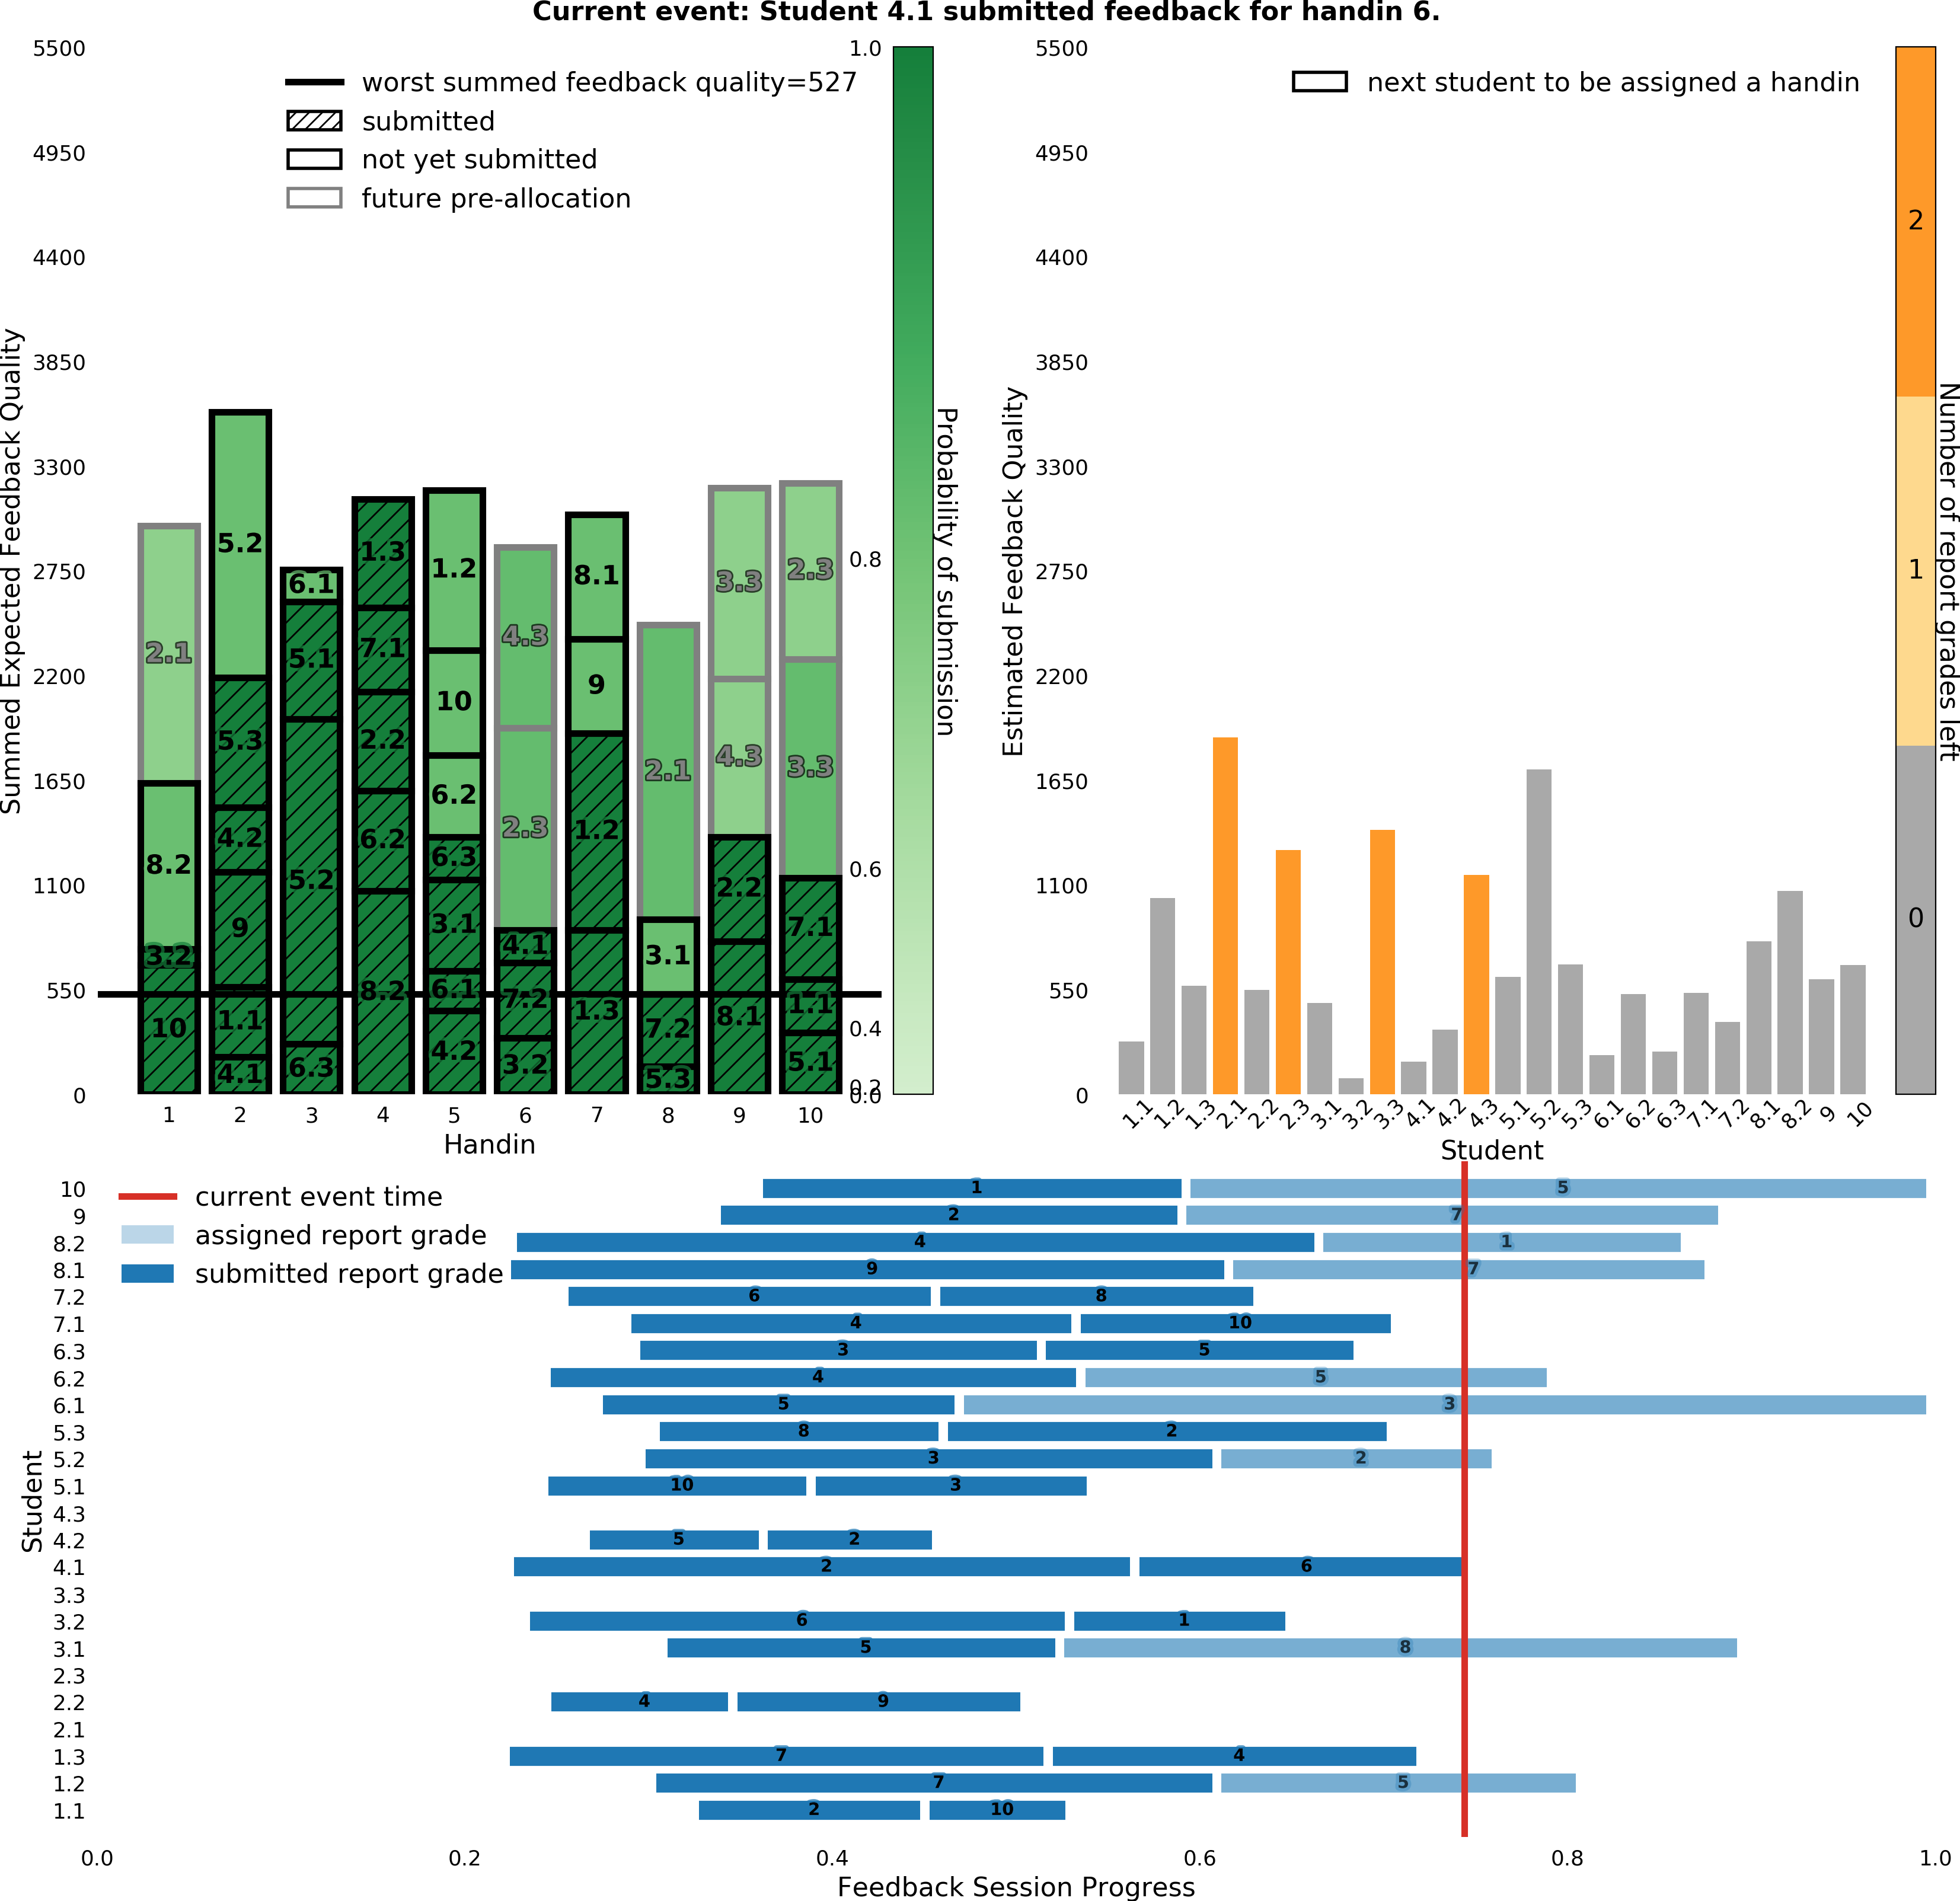 Current event: Student 4.1 submitted feedback for handin 6.
5500
4950
4400
3850
3300
2750
2200
1650
1100
550
0
Summed Expected Feedback Quality
worst summed feedback quality=527
submitted
not yet submitted
future pre-allocation
2.1
8.2
3.2
10
5.2
5.3
4.2
9
1.1
4.1
6.1
5.1
5.2
6.3
1.3
7.1
2.2
6.2
8.2
1.2
10
6.2
6.3
3.1
6.1
4.2
4.3
2.3
4.1
7.2
3.2
8.1
9
1.2
1.3
2.1
3.1
7.2
5.3
3.3
4.3
2.2
8.1
2.3
3.3
7.1
1.1
5.1
1 2 3 4 5 6 7 8 9 10
Handin
1.0
0.8
0.6
0.4
0.2
0.0
Probability of submission
5500
4950
4400
3850
3300
2750
2200
1650
1100
550
0
Estimated Feedback Quality
next student to be assigned a handin
1.1 1.2 1.3 2.1 2.2 2.3 3.1 3.2 3.3 4.1 4.2 4.3 5.1 5.2 5.3 6.1 6.2 6.3 7.1 7.2 8.1 8.2 9 10
Student
2
1
0
Number of report grades left
current event time
assigned report grade
submitted report grade
Student
10 1 5
9 2 7
8.2 4 1
8.1 9 7
7.2 6 8
7.1 4 10
6.3 3 5
6.2 4 5
6.1 5 3
5.3 8 2
5.2 3 2
5.1 10 3
4.3
4.2 5 2
4.1 2 6
3.3
3.2 6 1
3.1 5 8
2.3
2.2 4 9
2.1
1.3 7 4
1.2 7 5
1.1 2 10
0.0 0.2 0.4 0.6 0.8 1.0
Feedback Session Progress